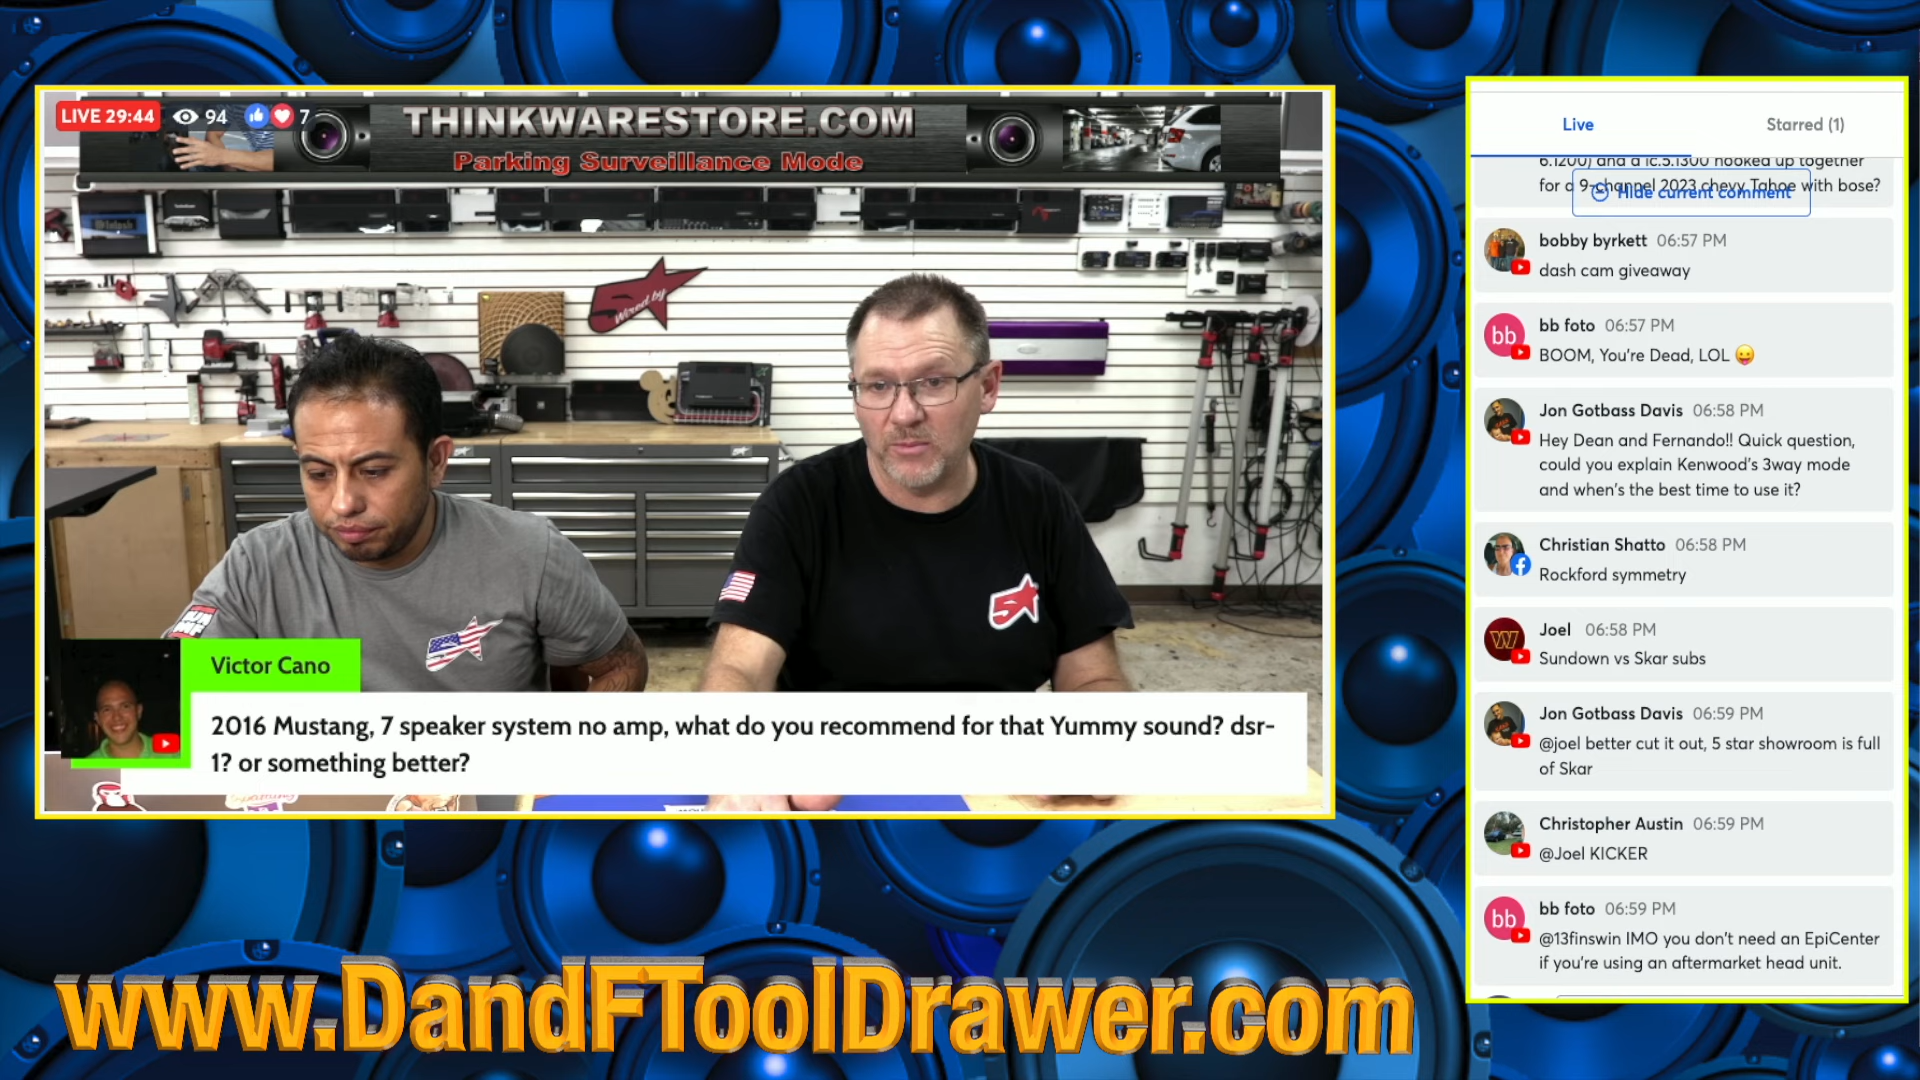 LIVE 29:44 94 7
THINKWARESTORE.COM
Parking Surveillance Mode
Wired by
5
Victor Cano
2016 Mustang, 7 speaker system no amp, what do you recommend for that Yummy sound? dsr-
1? or something better?
www.DandFToolDrawer.com
Live
Starred (1)
6.1200) and a lc.5.1300 hooked up together
for a 9-channel 2023 chevy Tahoe with bose?
Hide current comment
bobby byrkett 06:57 PM
dash cam giveaway
bb
bb foto 06:57 PM
BOOM, You're Dead, LOL 😛
Jon Gotbass Davis 06:58 PM
Hey Dean and Fernando!! Quick question,
could you explain Kenwood's 3way mode
and when's the best time to use it?
Christian Shatto 06:58 PM
Rockford symmetry
W
Joel 06:58 PM
Sundown vs Skar subs
Jon Gotbass Davis 06:59 PM
@joel better cut it out, 5 star showroom is full
of Skar
Christopher Austin 06:59 PM
@Joel KICKER
bb
bb foto 06:59 PM
@13finswin IMO you don't need an EpiCenter
if you're using an aftermarket head unit.